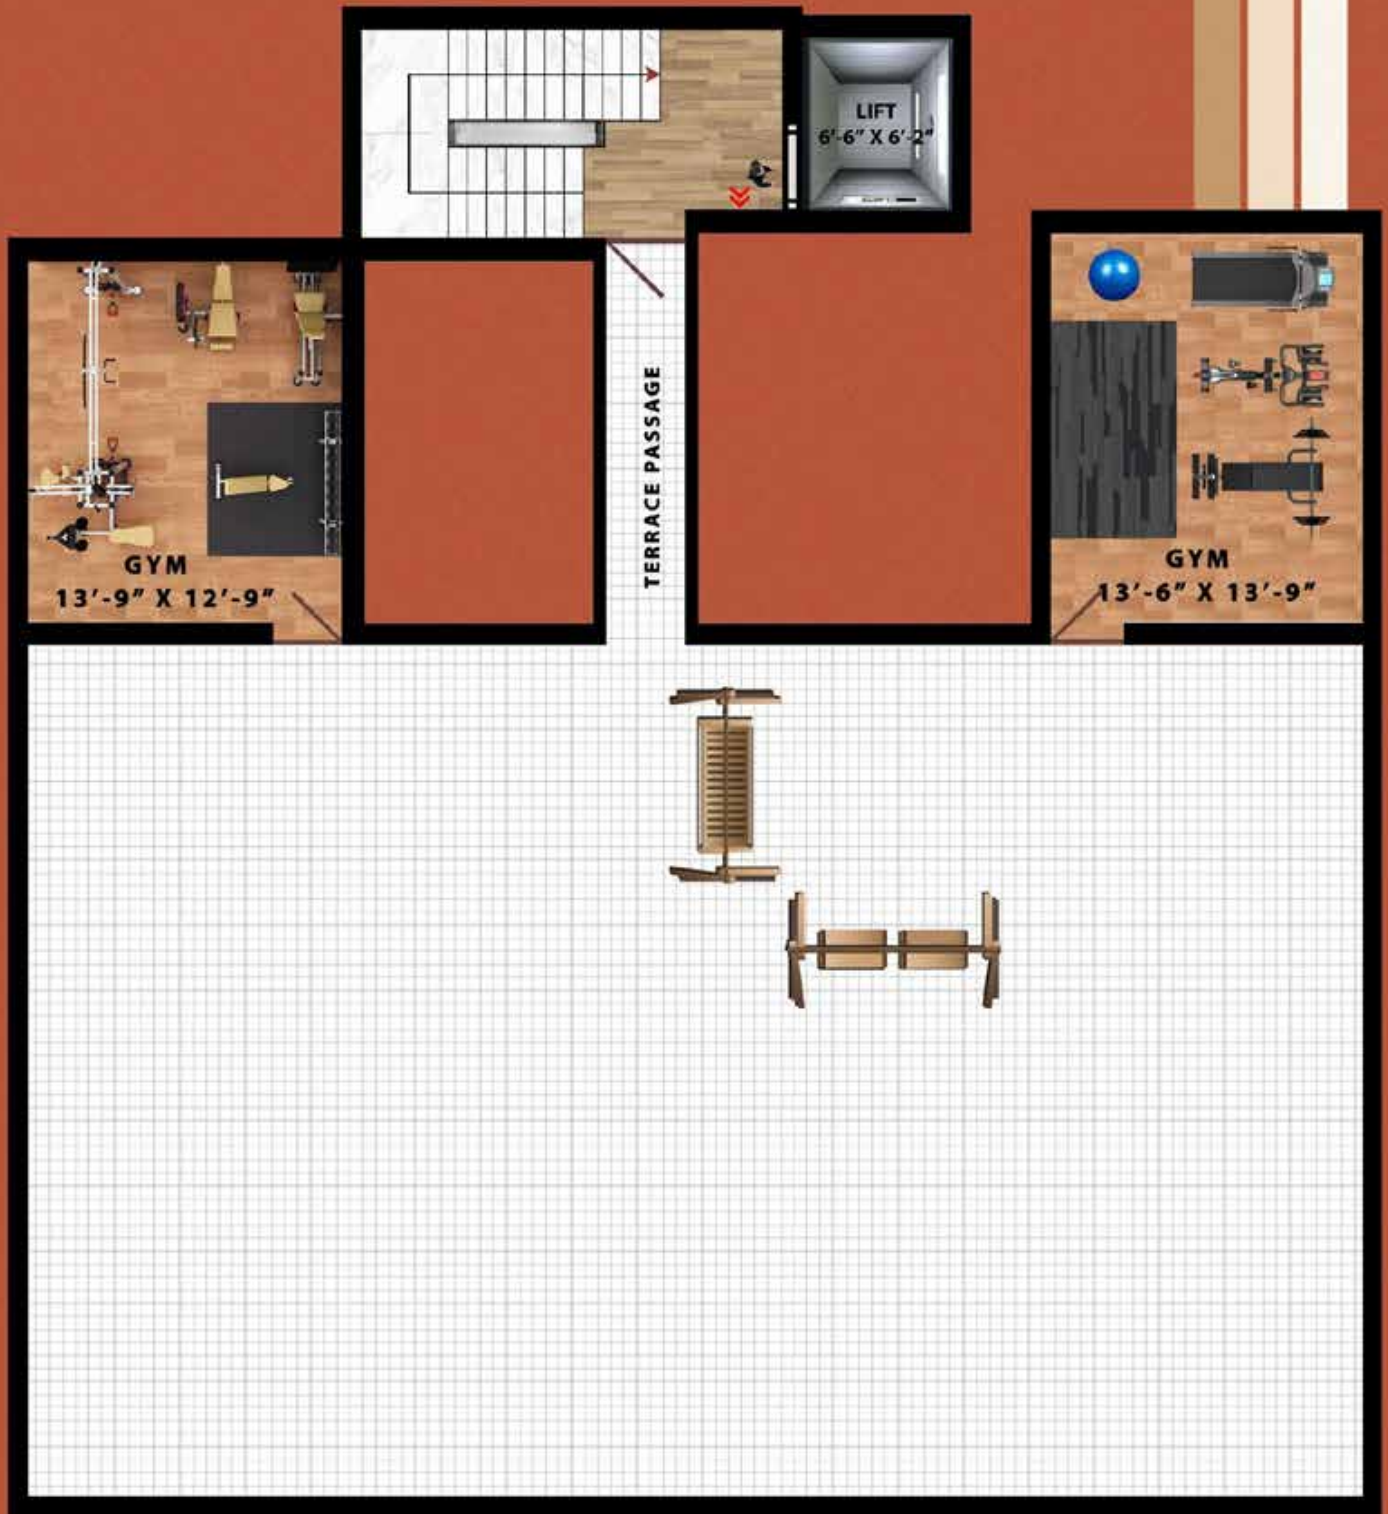 LIFT
6'-6" X 6'-2"
TERRACE PASSAGE
GYM
13'-9" X 12'-9"
GYM
13'-6" X 13'-9"